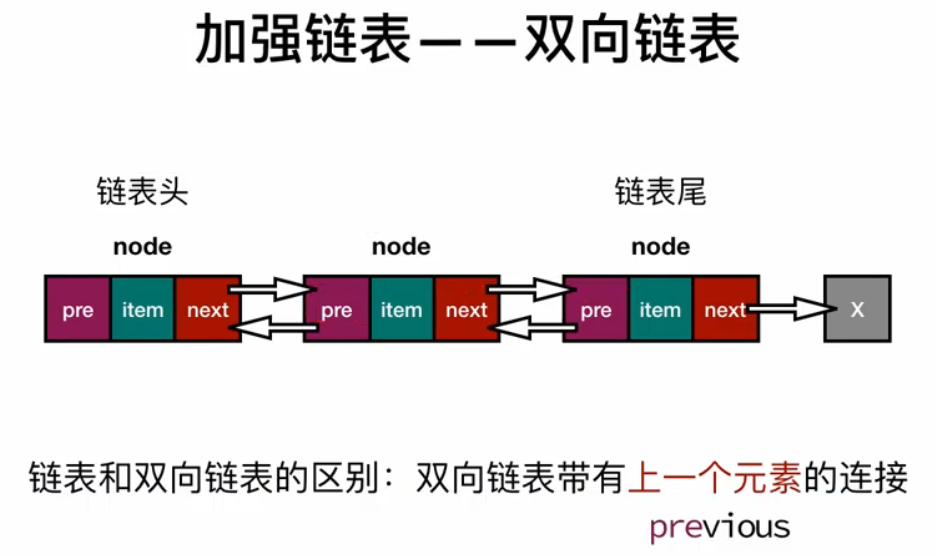 加强链表——双向链表
链表头 链表尾
node node node
pre item next pre item next pre item next X
链表和双向链表的区别：双向链表带有上一个元素的连接
previous